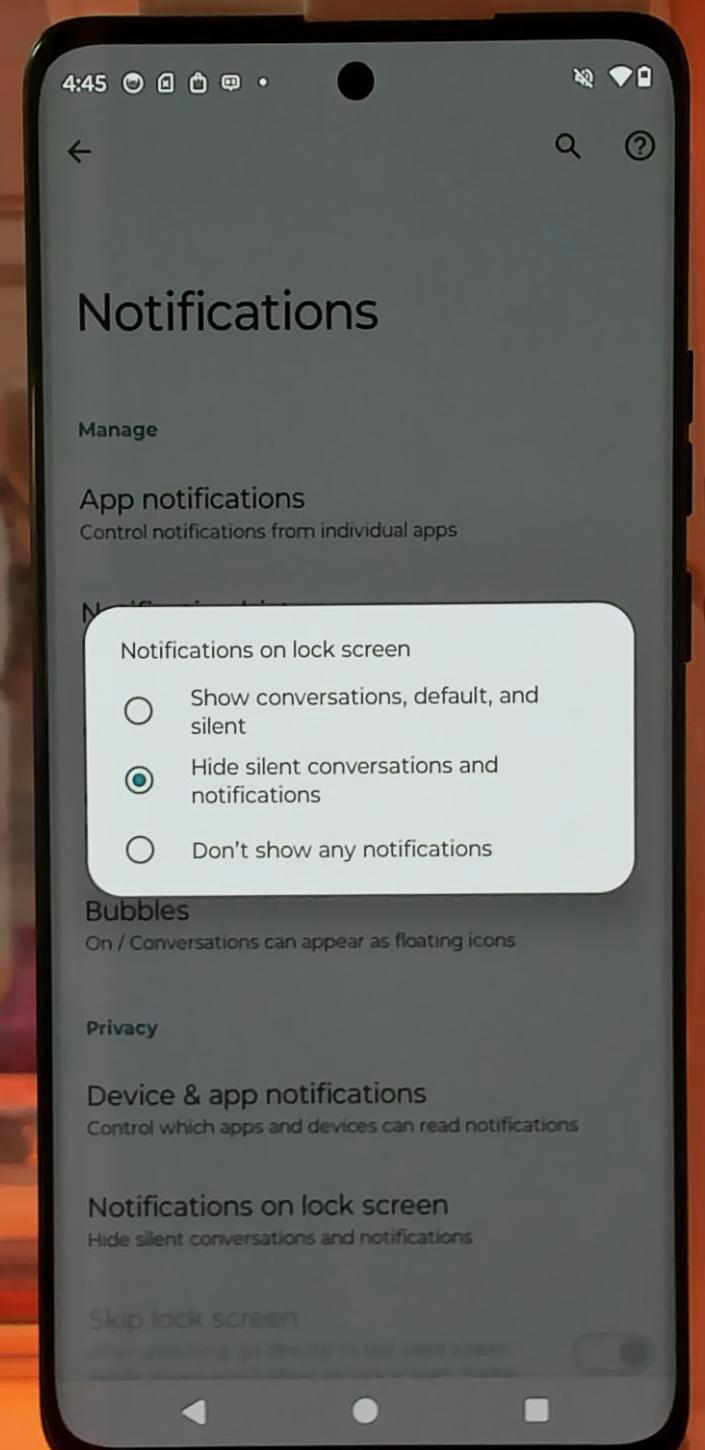 4:45
Notifications
Manage
App notifications
Control notifications from individual apps
Notifications on lock screen
Show conversations, default, and
silent
Hide silent conversations and
notifications
Don't show any notifications
Bubbles
On / Conversations can appear as floating icons
Privacy
Device & app notifications
Control which apps and devices can read notifications
Notifications on lock screen
Hide silent conversations and notifications
Skip lock screen